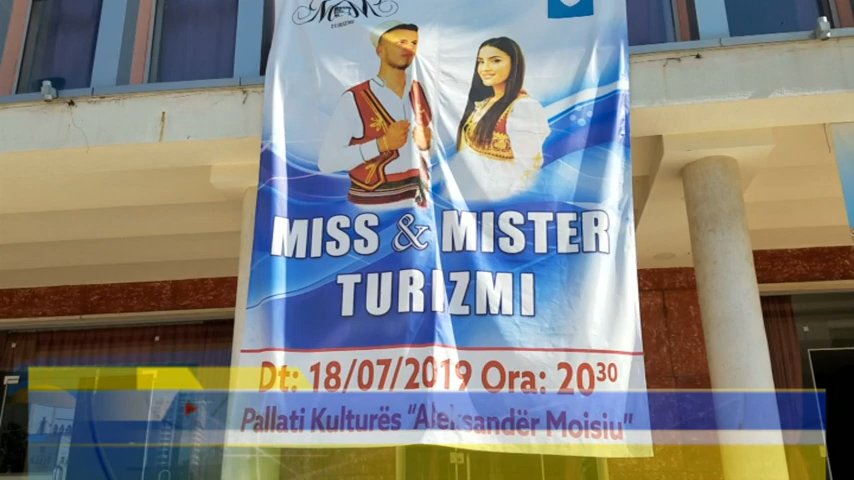 MISS & MISTER
TURIZMI
Dt: 18/07/2019 Ora: 20³⁰
Pallati Kulturës "Aleksandër Moisiu"